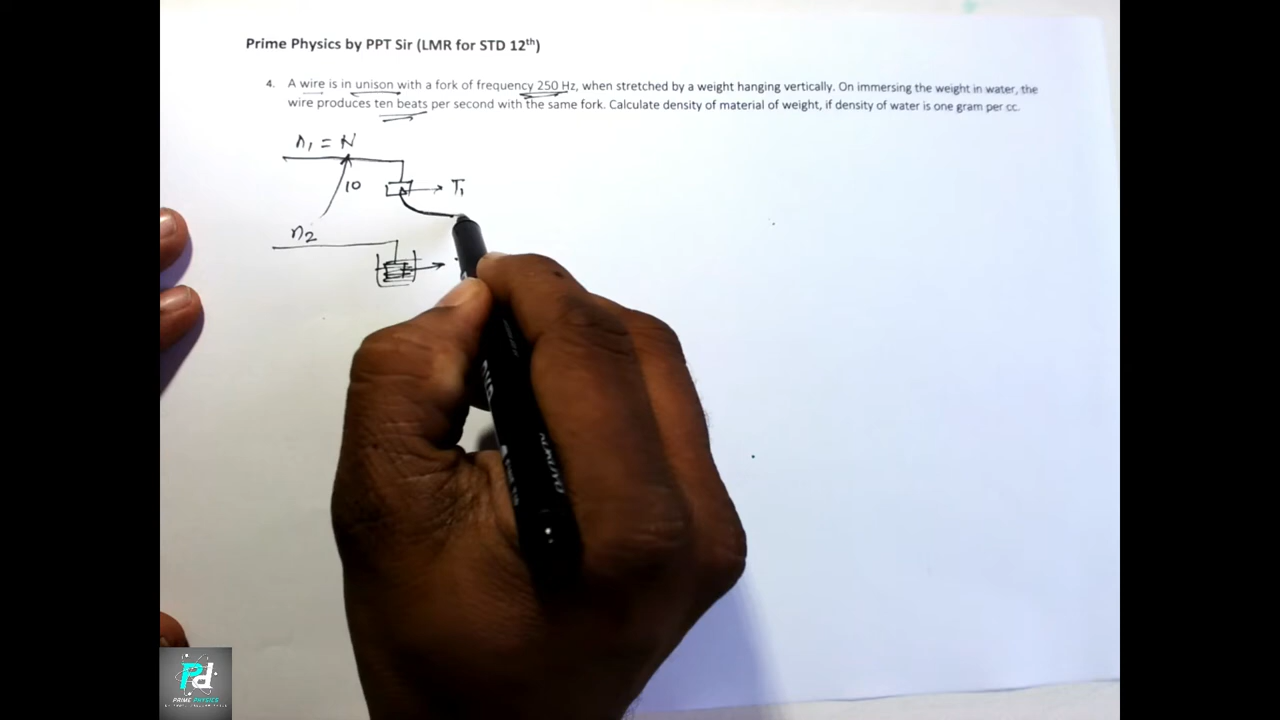 Prime Physics by PPT Sir (LMR for STD 12th)
4. A wire is in unison with a fork of frequency 250 Hz, when stretched by a weight hanging vertically. On immersing the weight in water, the
wire produces ten beats per second with the same fork. Calculate density of material of weight, if density of water is one gram per cc.
n₁ = N
10
T₁
n₂
Pd
PRIME PHYSICS